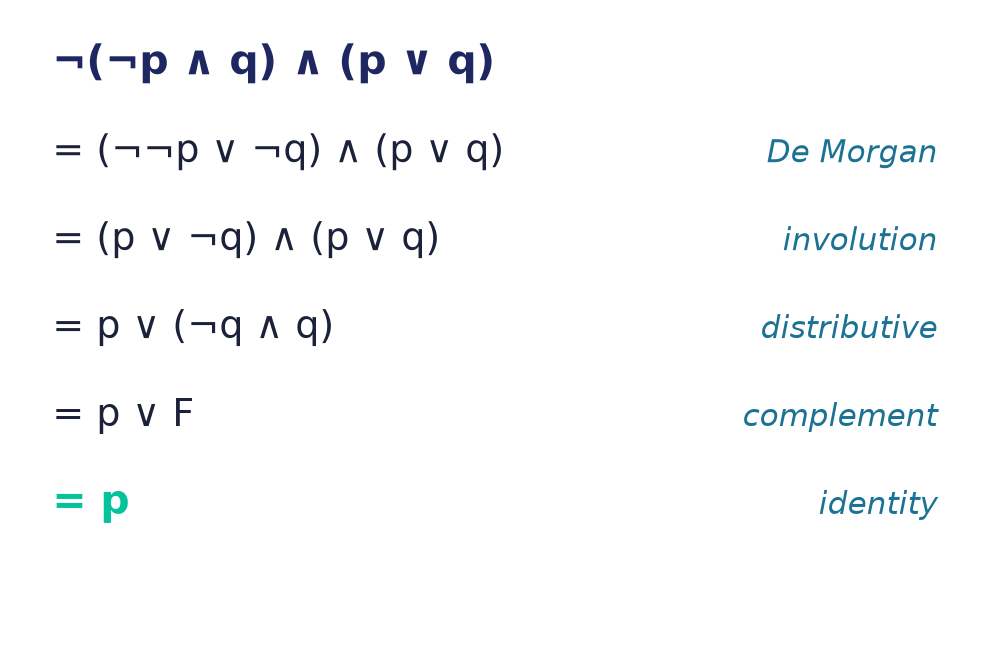 ¬(¬p ∧ q) ∧ (p ∨ q)
= (¬¬p ∨ ¬q) ∧ (p ∨ q) De Morgan
= (p ∨ ¬q) ∧ (p ∨ q) involution
= p ∨ (¬q ∧ q) distributive
= p ∨ F complement
= p identity